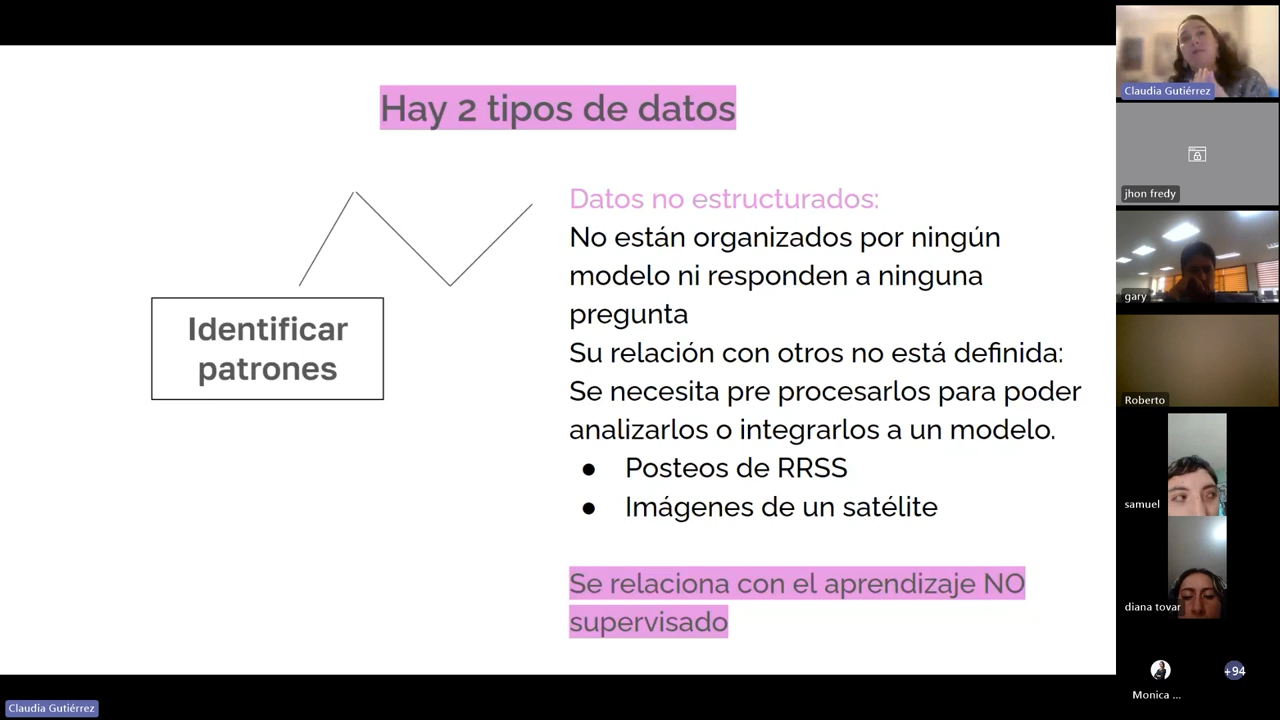 Hay 2 tipos de datos
Identificar
patrones
Datos no estructurados:
No están organizados por ningún
modelo ni responden a ninguna
pregunta
Su relación con otros no está definida:
Se necesita pre procesarlos para poder
analizarlos o integrarlos a un modelo.
● Posteos de RRSS
● Imágenes de un satélite
Se relaciona con el aprendizaje NO
supervisado
Claudia Gutiérrez
jhon fredy
gary
Roberto
samuel
diana tovar
+94
Monica ...
Claudia Gutiérrez